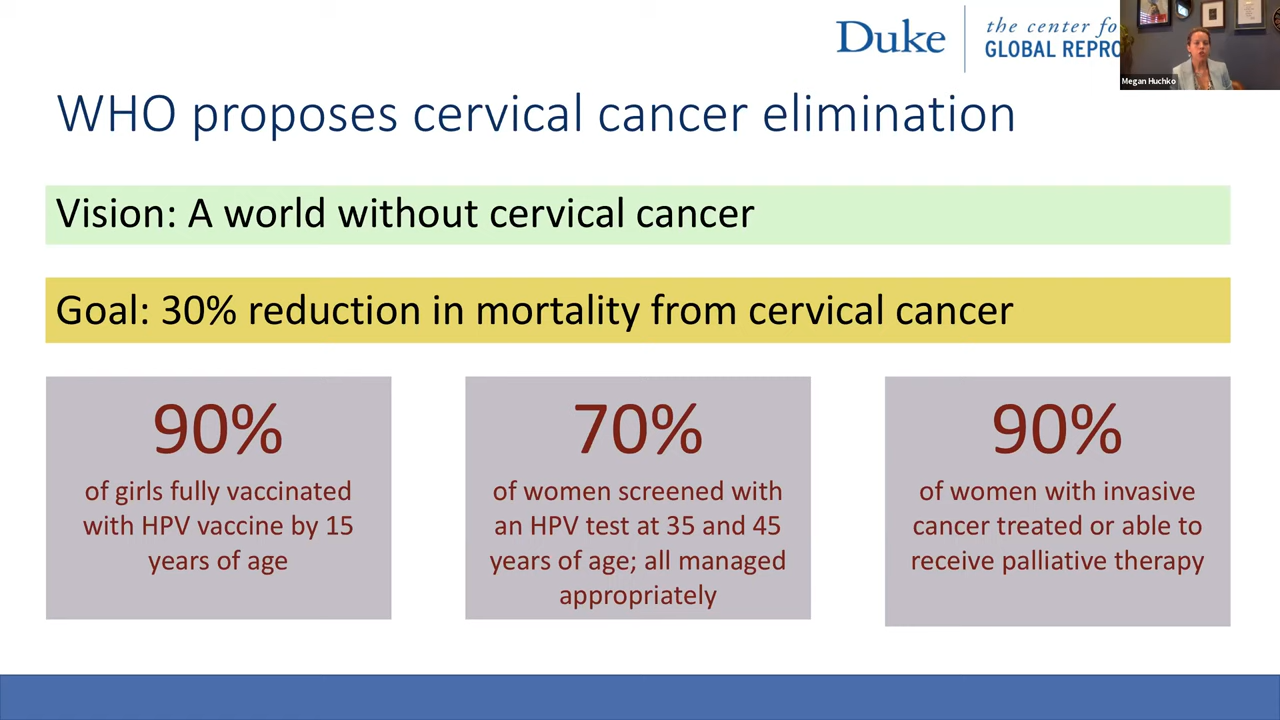 Duke
the center fo
GLOBAL REPRO
Megan Huchko
WHO proposes cervical cancer elimination
Vision: A world without cervical cancer
Goal: 30% reduction in mortality from cervical cancer
90%
of girls fully vaccinated
with HPV vaccine by 15
years of age
70%
of women screened with
an HPV test at 35 and 45
years of age; all managed
appropriately
90%
of women with invasive
cancer treated or able to
receive palliative therapy